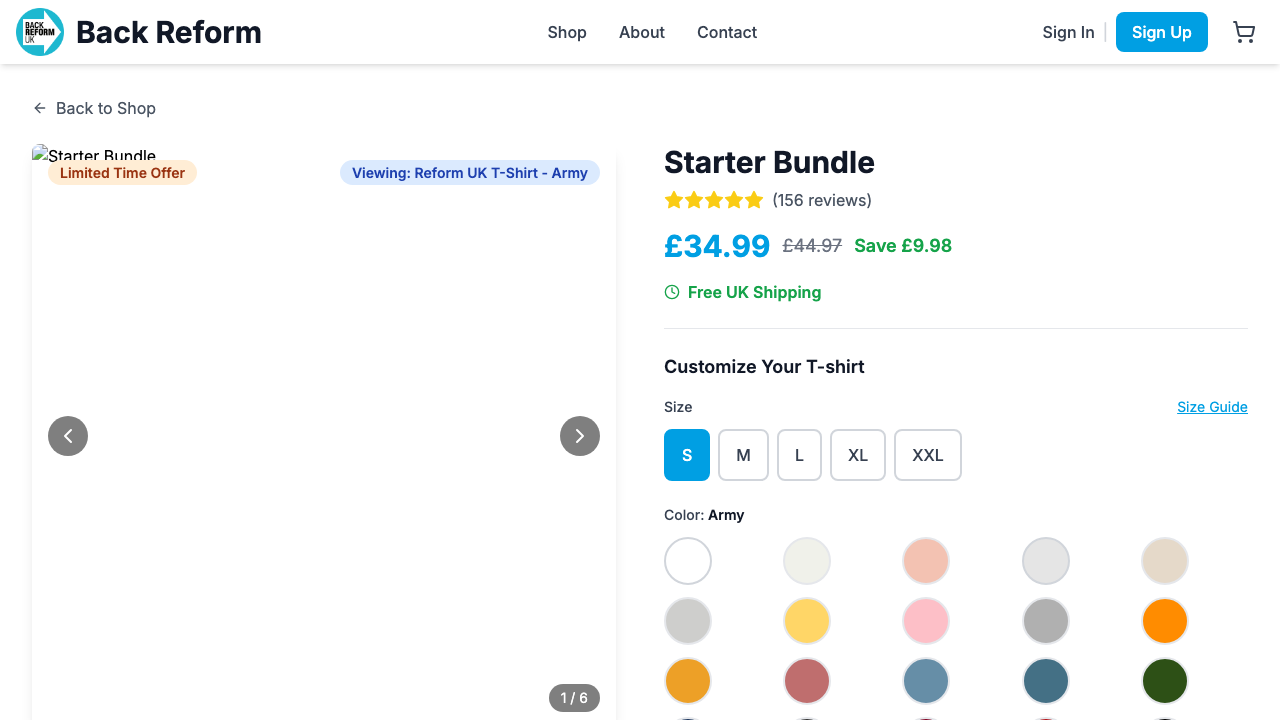 BACK
REFORM
UK
Back Reform
Shop
About
Contact
Sign In
Sign Up
Back to Shop
Starter Bundle
Limited Time Offer
Viewing: Reform UK T-Shirt - Army
1 / 6
Starter Bundle
(156 reviews)
£34.99 £44.97 Save £9.98
Free UK Shipping
Customize Your T-shirt
Size
Size Guide
S
M
L
XL
XXL
Color: Army